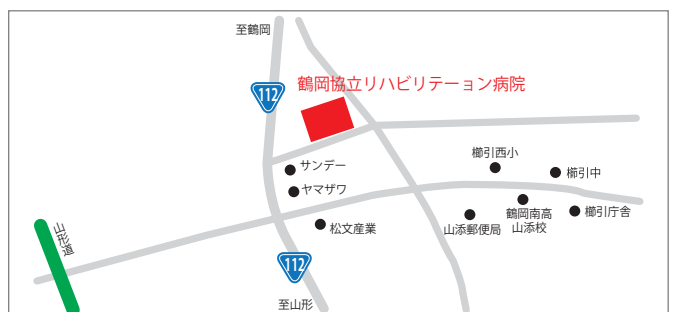 至鶴岡
112
鶴岡協立リハビリテーョン病院
サンデー
ヤマザワ
松文産業
櫛引西小
櫛引中
鶴岡南高
山添校
山添郵便局
櫛引庁舎
山形道
112
至山形